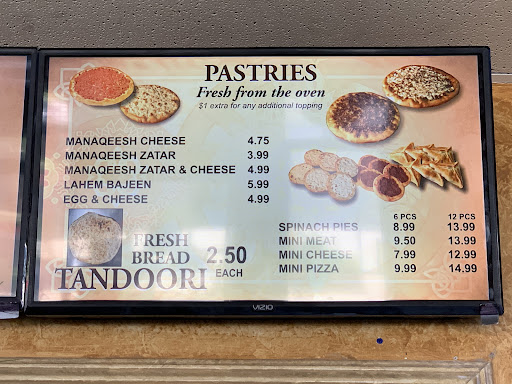 PASTRIES
Fresh from the oven
$1 extra for any additional topping
MANAQEESH CHEESE 4.75
MANAQEESH ZATAR 3.99
MANAQEESH ZATAR & CHEESE 4.99
LAHEM BAJEEN 5.99
EGG & CHEESE 4.99
FRESH
BREAD 2.50
TANDOORI EACH
6 PCS 12 PCS
SPINACH PIES 8.99 13.99
MINI MEAT 9.50 13.99
MINI CHEESE 7.99 12.99
MINI PIZZA 9.99 14.99
VIZIO